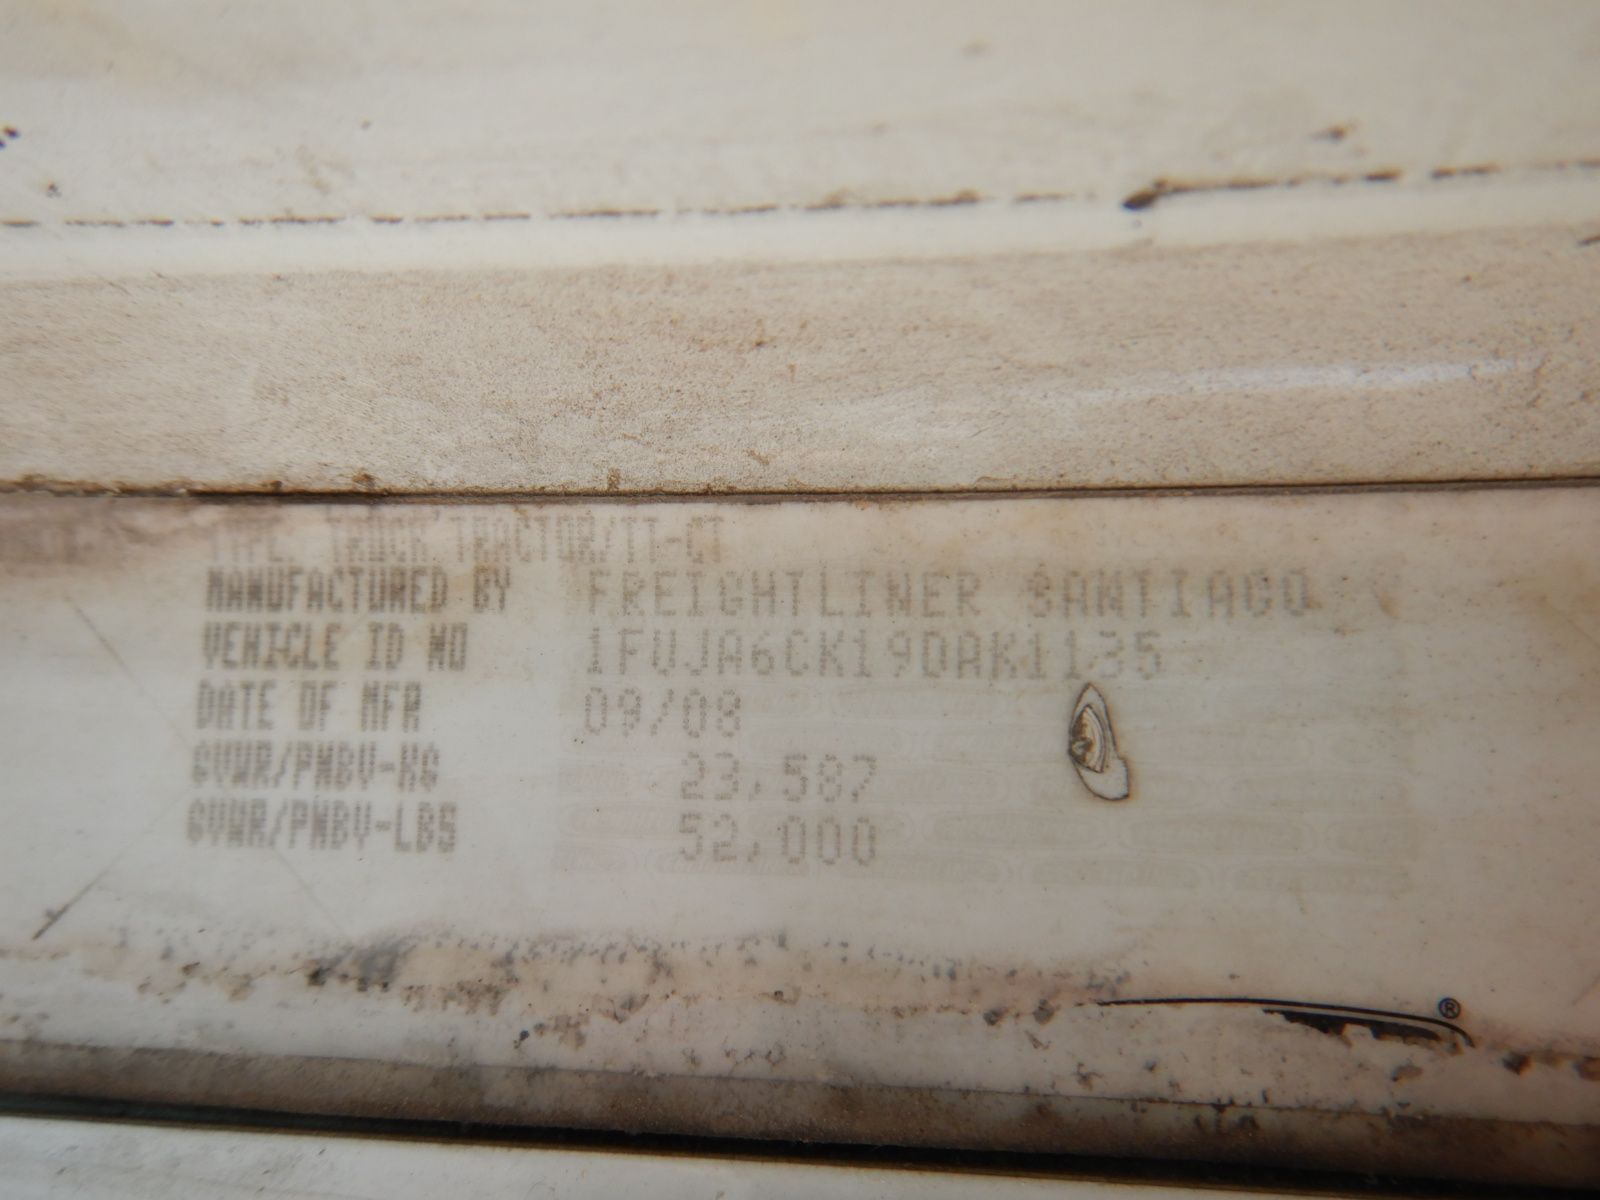 TYPE: TRUCK TRACTOR/TT-CT
MANUFACTURED BY FREIGHTLINER SANTIAGO
VEHICLE ID NO 1FUJA6CK19DAK1135
DATE OF MFR 09/08
GVWR/PNBV-KG 23,587
GVWR/PNBV-LBS 52,000
®